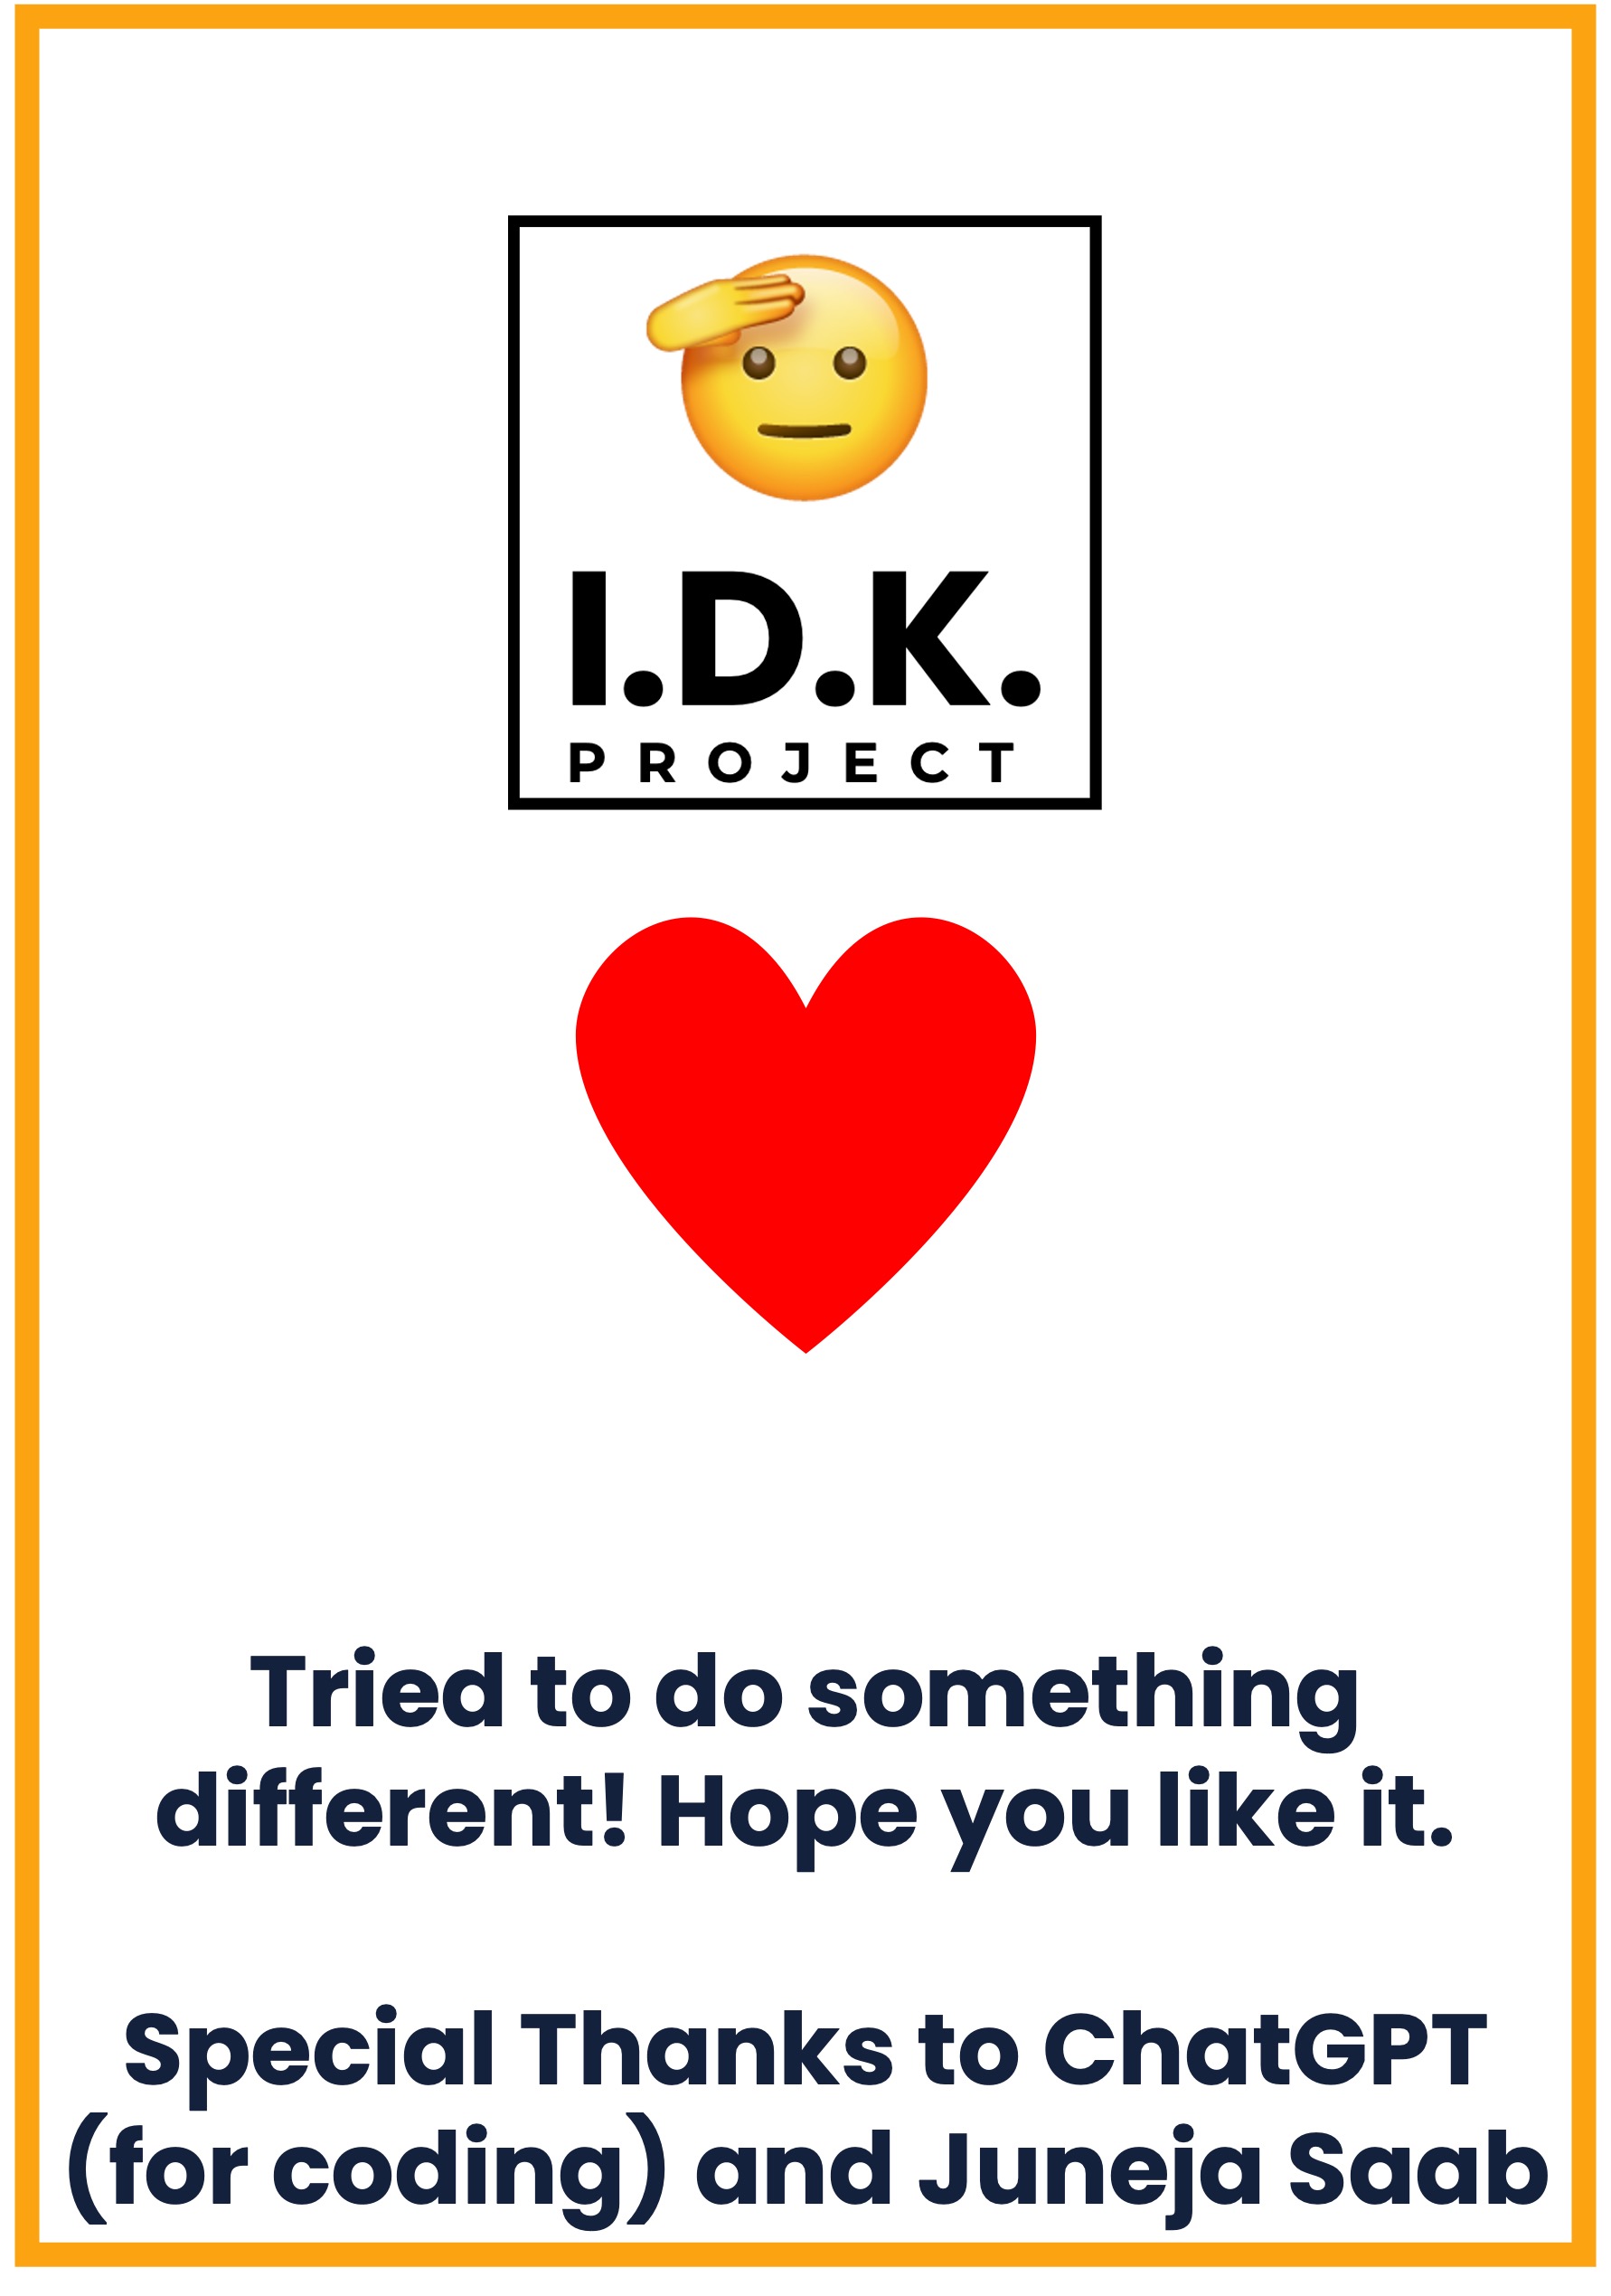 I.D.K.
PROJECT
Tried to do something
different! Hope you like it.
Special Thanks to ChatGPT
(for coding) and Juneja Saab